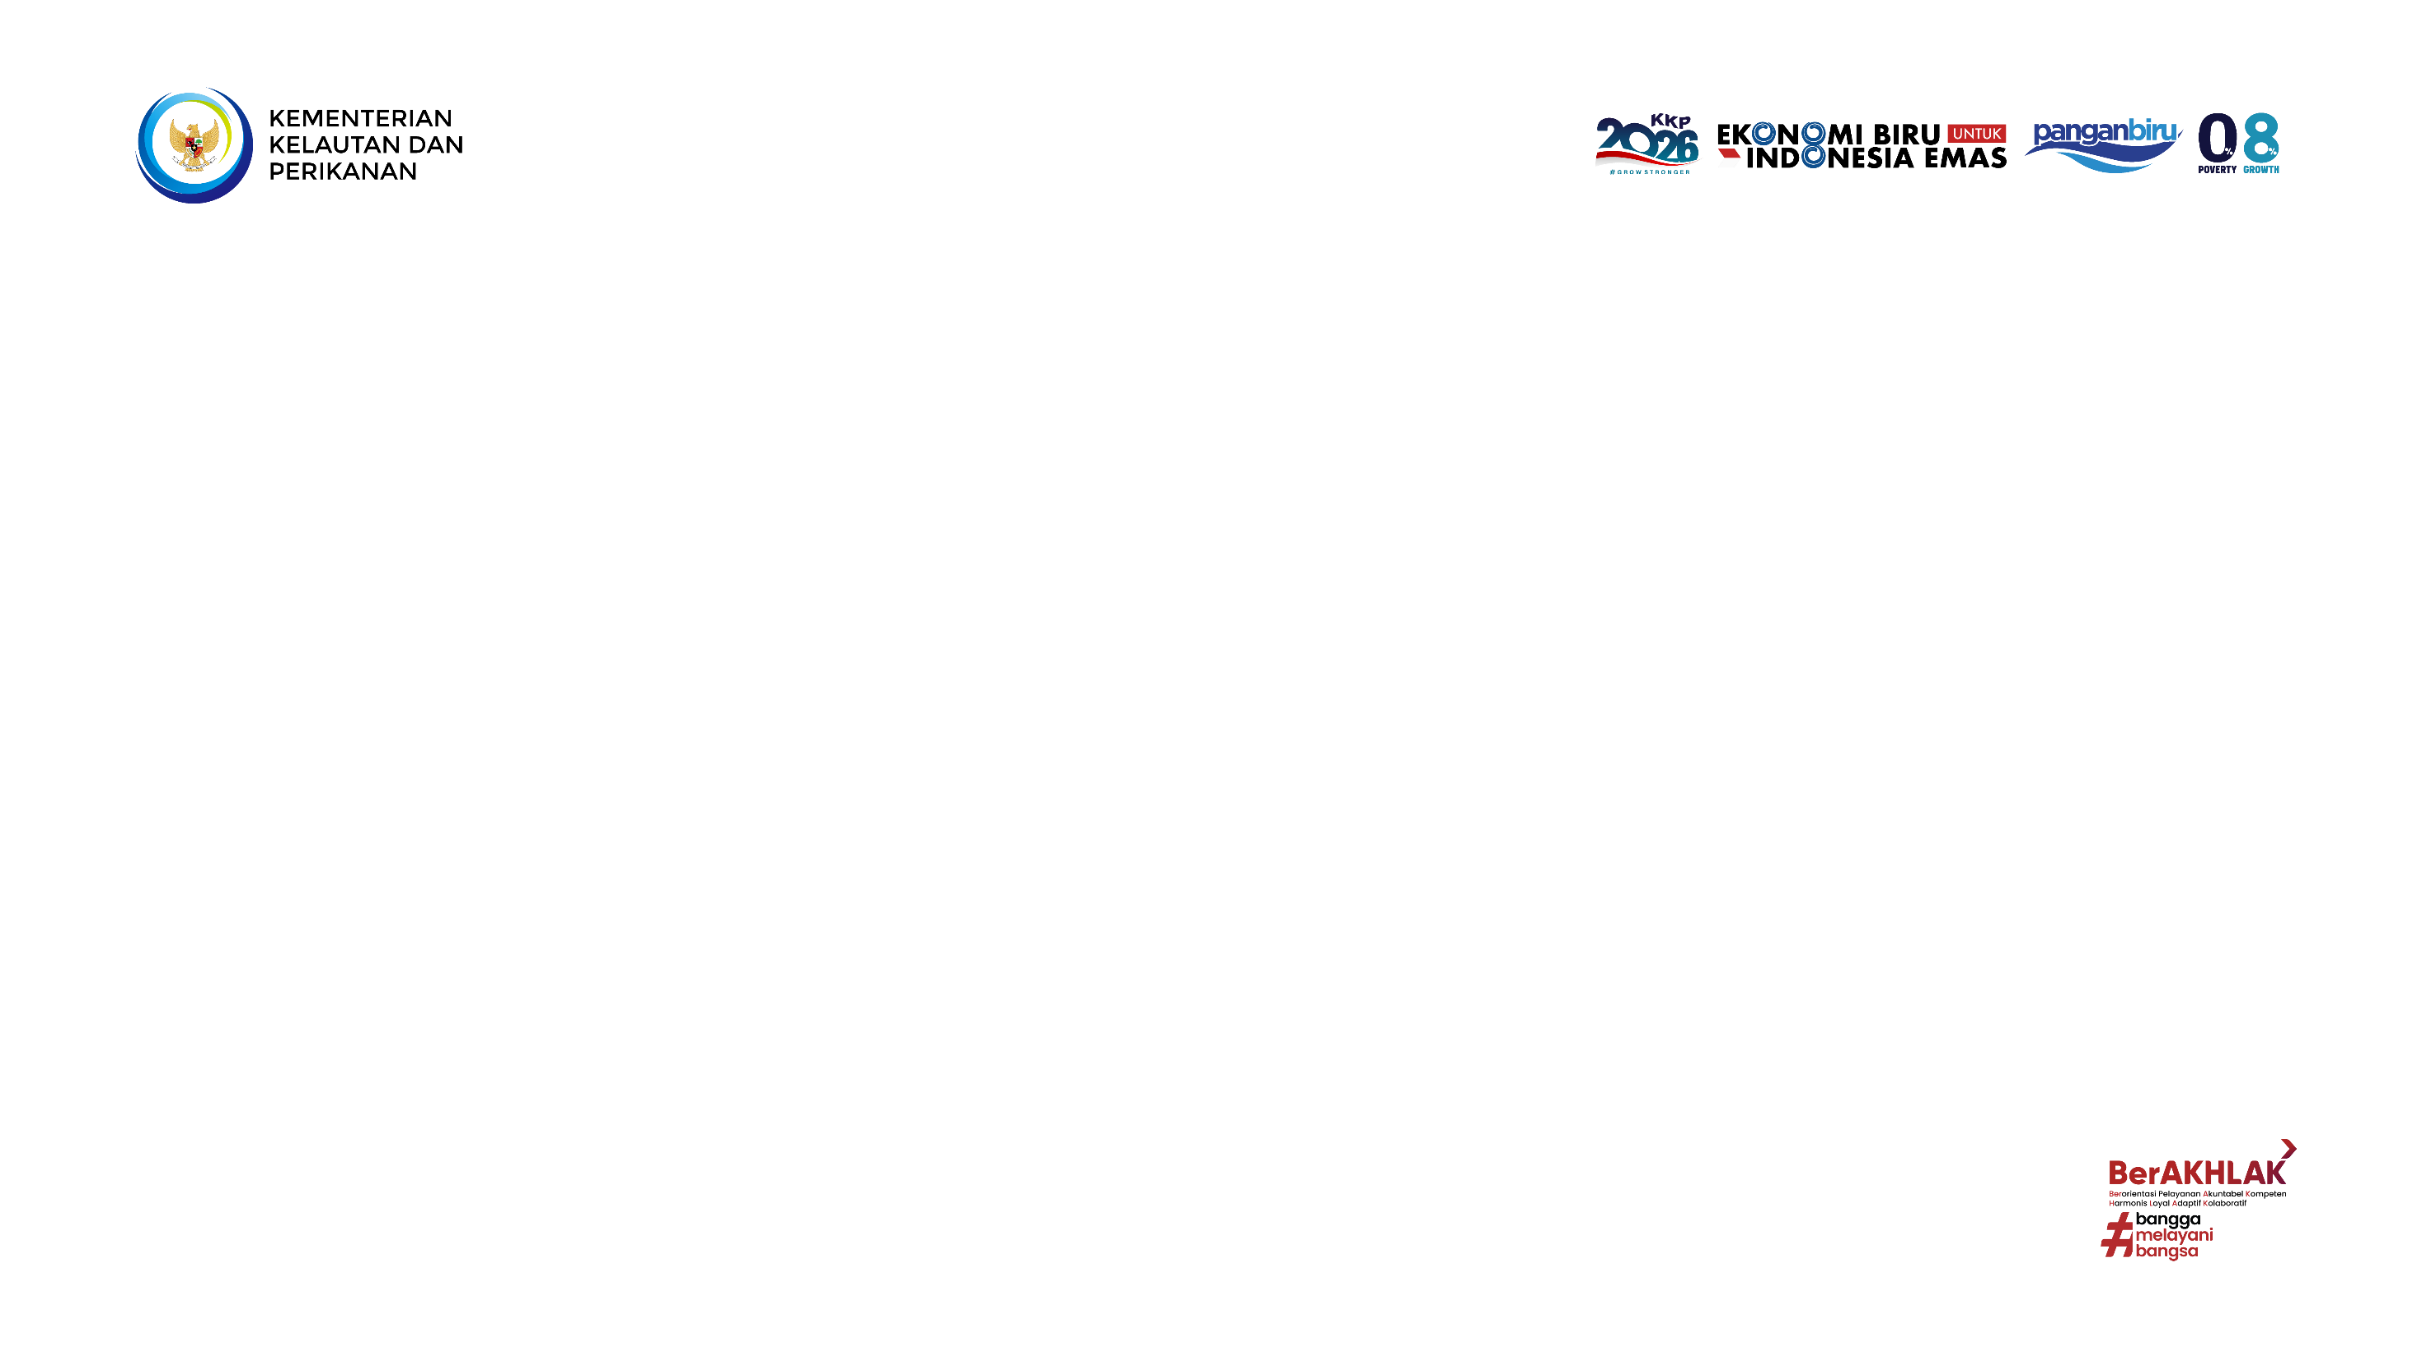 KEMENTERIAN
KELAUTAN DAN
PERIKANAN
KKP
2026
#GROWSTRONGER
EKONOMI BIRU UNTUK
INDONESIA EMAS
panganbiru
0% 8%
POVERTY GROWTH
BerAKHLAK
Berorientasi Pelayanan Akuntabel Kompeten
Harmonis Loyal Adaptif Kolaboratif
#bangga
melayani
bangsa